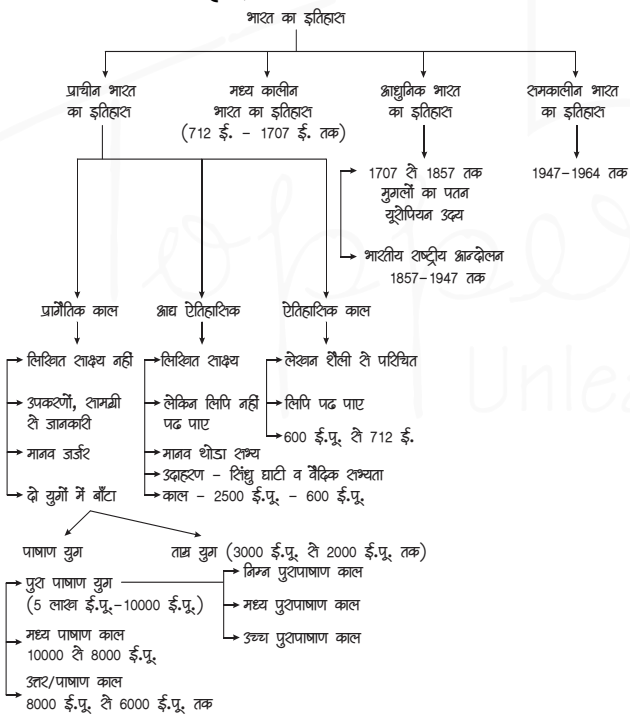 भारत का इतिहास
प्राचीन भारत
का इतिहास
मध्य कालीन
भारत का इतिहास
(712 ई. - 1707 ई. तक)
आधुनिक भारत
का इतिहास
समकालीन भारत
का इतिहास
1707 से 1857 तक
मुगलों का पतन
यूरोपियन उदय
भारतीय राष्ट्रीय आन्दोलन
1857-1947 तक
1947-1964 तक
प्रागैतिक काल
लिखित साक्ष्य नहीं
उपकरणों, सामग्री
से जानकारी
मानव जर्जर
दो युगों में बाँटा
आद्य ऐतिहासिक
लिखित साक्ष्य
लेकिन लिपि नहीं
पढ पाए
मानव थोडा सभ्य
उदाहरण - सिंधु घाटी व वैदिक सभ्यता
काल - 2500 ई.पू. - 600 ई.पू.
ऐतिहासिक काल
लेखन शैली से परिचित
लिपि पढ पाए
600 ई.पू. से 712 ई.
पाषाण युग
पुरा पाषाण युग
(5 लाख ई.पू.-10000 ई.पू.)
मध्य पाषाण काल
10000 से 8000 ई.पू.
उत्तर/पाषाण काल
8000 ई.पू. से 6000 ई.पू. तक
ताम्र युग (3000 ई.पू. से 2000 ई.पू. तक)
निम्न पुरापाषाण काल
मध्य पुरापाषाण काल
उच्च पुरापाषाण काल
Topper
Unlea